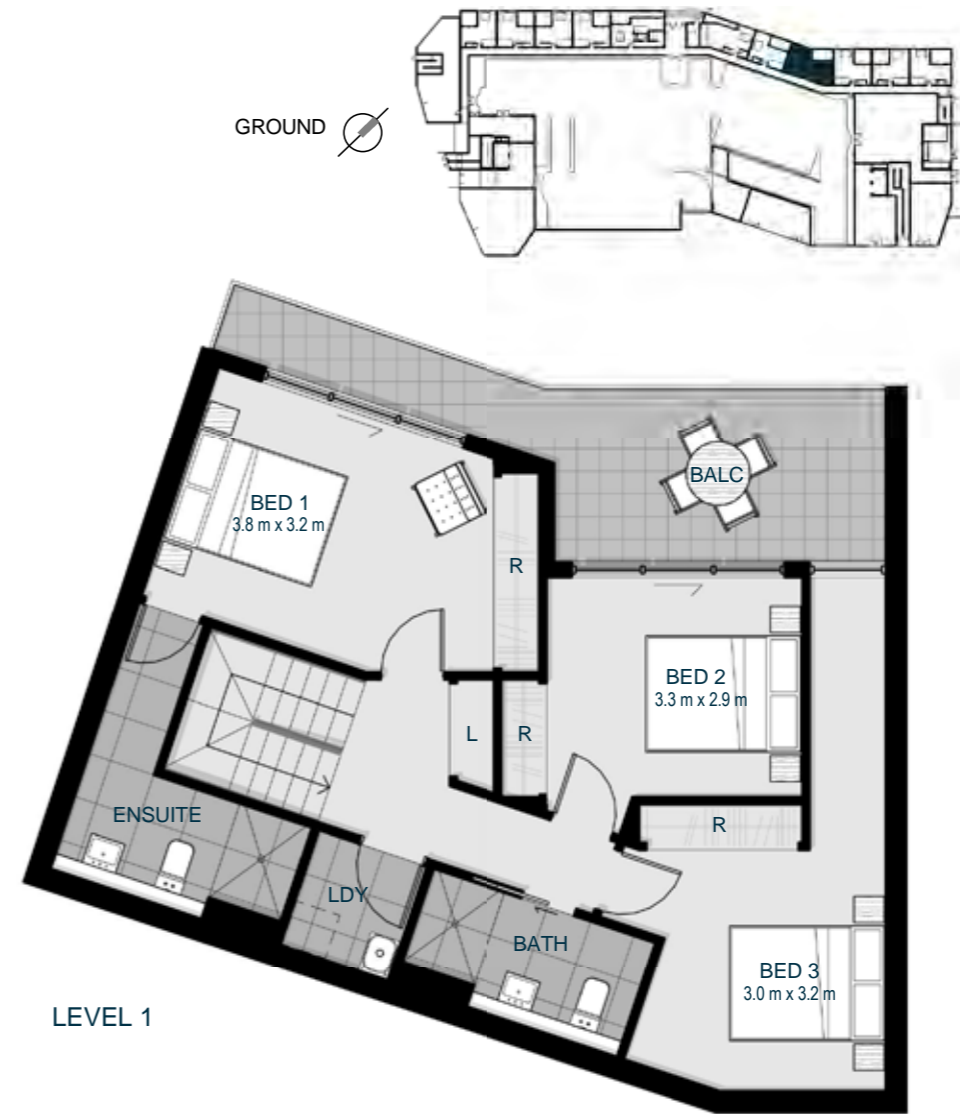 GROUND
BALC
BED 1
3.8 m x 3.2 m
R
BED 2
3.3 m x 2.9 m
L
R
ENSUITE
R
LDY
BATH
BED 3
3.0 m x 3.2 m
LEVEL 1